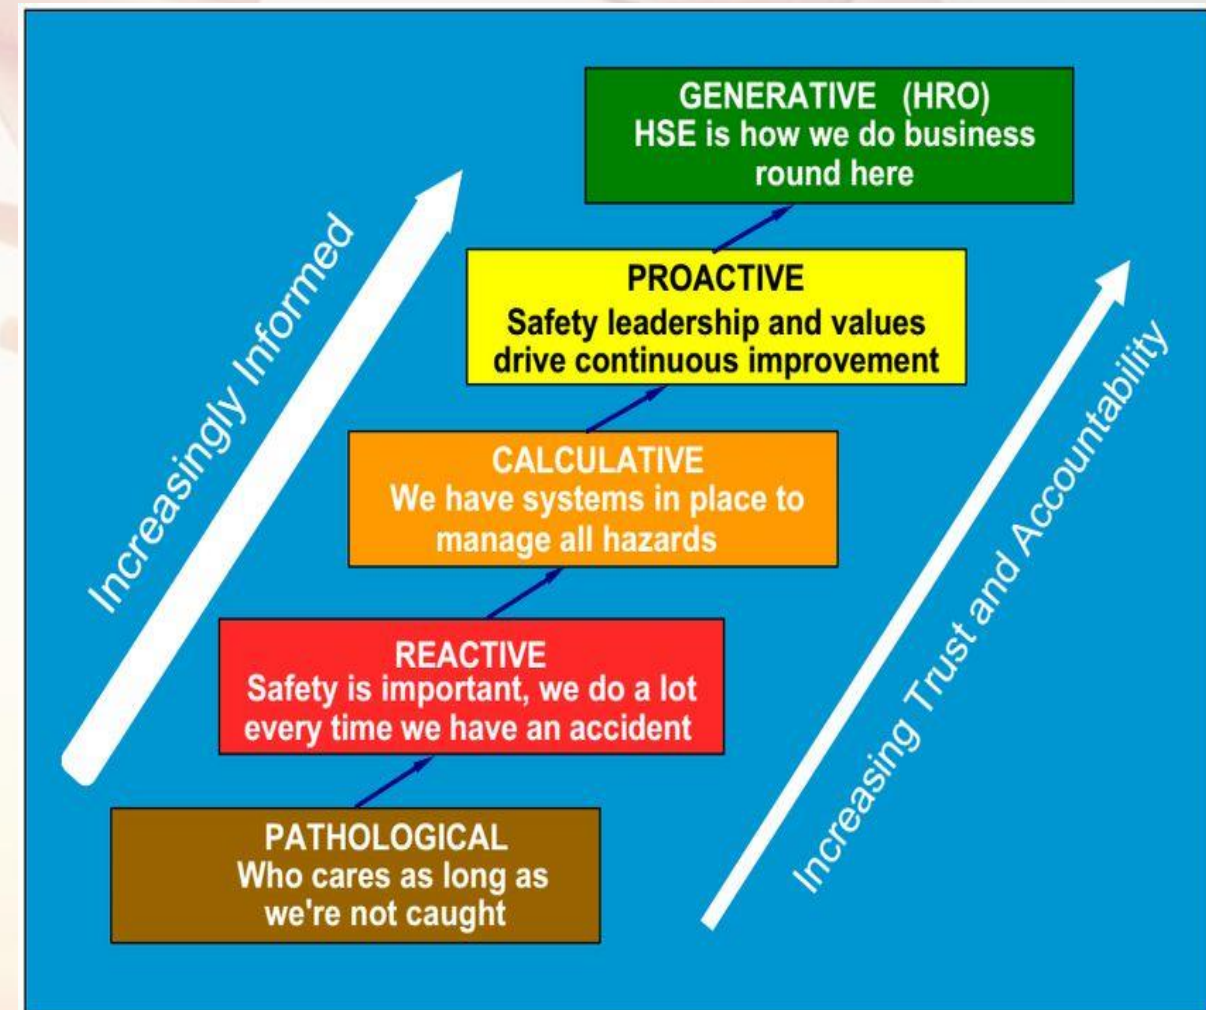 GENERATIVE (HRO)
HSE is how we do business
round here
PROACTIVE
Safety leadership and values
drive continuous improvement
CALCULATIVE
We have systems in place to
manage all hazards
REACTIVE
Safety is important, we do a lot
every time we have an accident
PATHOLOGICAL
Who cares as long as
we're not caught
Increasingly Informed
Increasing Trust and Accountability